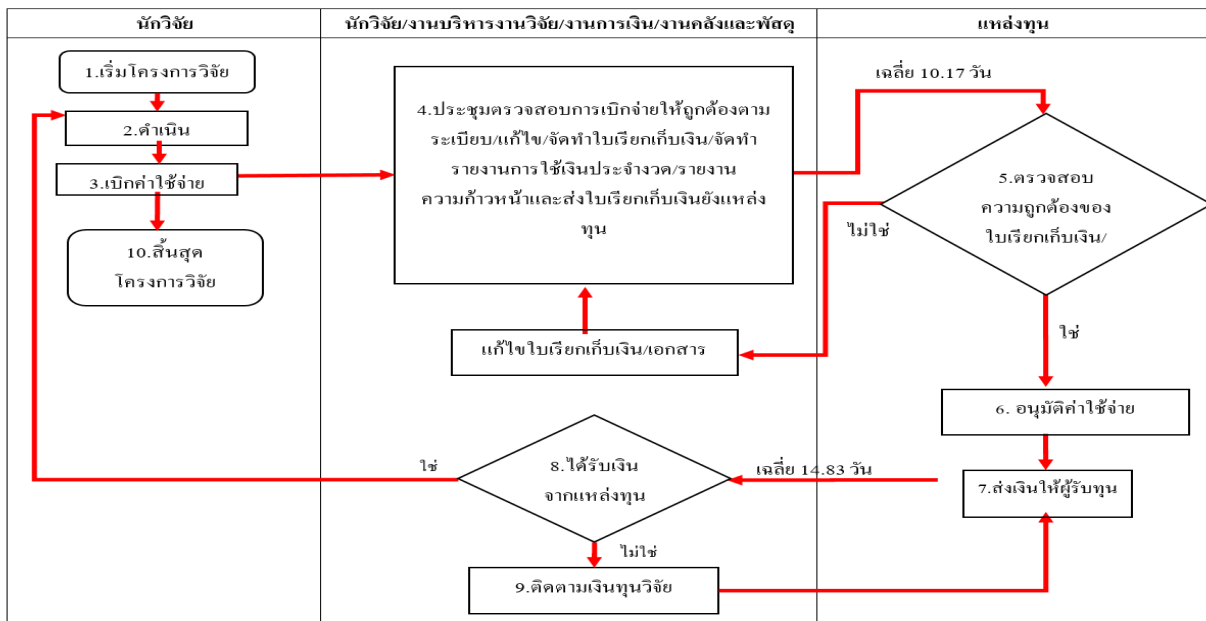 นักวิจัย
นักวิจัย/งานบริหารงานวิจัย/งานการเงิน/งานคลังและพัสดุ
แหล่งทุน
1.เริ่มโครงการวิจัย
2.ดำเนิน
3.เบิกค่าใช้จ่าย
10.สิ้นสุด
โครงการวิจัย
4.ประชุมตรวจสอบการเบิกจ่ายให้ถูกต้องตาม
ระเบียบ/แก้ไข/จัดทำใบเรียกเก็บเงิน/จัดทำ
รายงานการใช้เงินประจำงวด/รายงาน
ความก้าวหน้าและส่งใบเรียกเก็บเงินยังแหล่ง
ทุน
เฉลี่ย 10.17 วัน
5.ตรวจสอบ
ความถูกต้องของ
ใบเรียกเก็บเงิน/
ไม่ใช่
แก้ไขใบเรียกเก็บเงิน/เอกสาร
ใช่
6. อนุมัติค่าใช้จ่าย
7.ส่งเงินให้ผู้รับทุน
เฉลี่ย 14.83 วัน
8.ได้รับเงิน
จากแหล่งทุน
ใช่
ไม่ใช่
9.ติดตามเงินทุนวิจัย